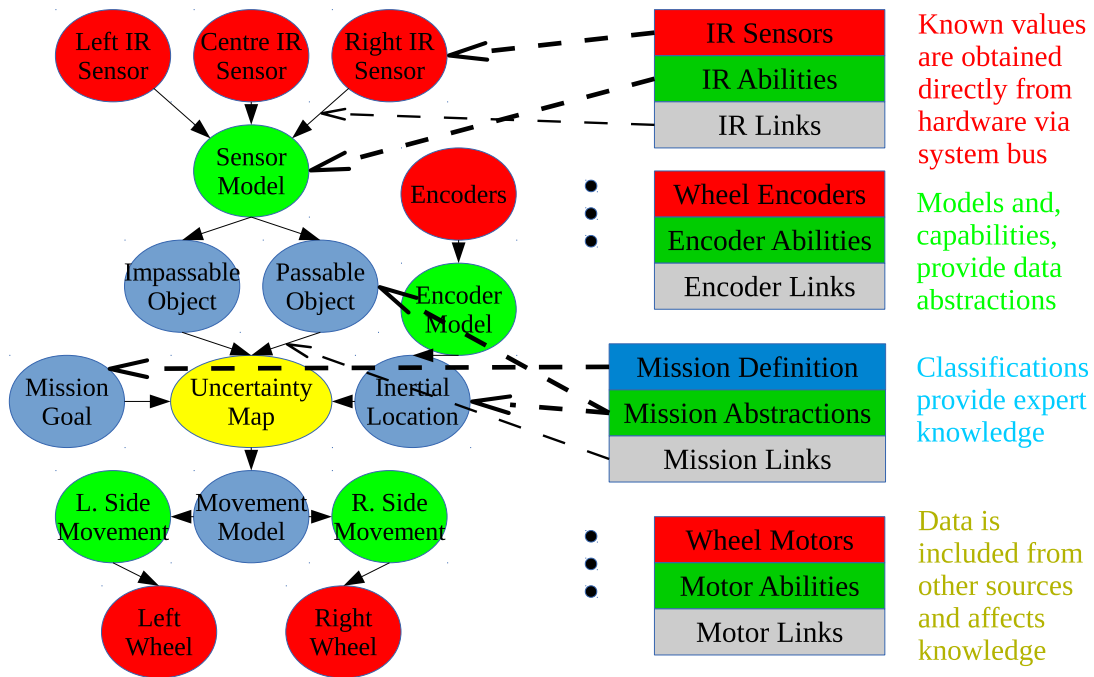 Left IR
Sensor
Centre IR
Sensor
Right IR
Sensor
Sensor
Model
Encoders
Impassable
Object
Passable
Object
Encoder
Model
Mission
Goal
Uncertainty
Map
Inertial
Location
L. Side
Movement
Movement
Model
R. Side
Movement
Left
Wheel
Right
Wheel
IR Sensors
IR Abilities
IR Links
Wheel Encoders
Encoder Abilities
Encoder Links
Mission Definition
Mission Abstractions
Mission Links
Wheel Motors
Motor Abilities
Motor Links
Known values
are obtained
directly from
hardware via
system bus
Models and,
capabilities,
provide data
abstractions
Classifications
provide expert
knowledge
Data is
included from
other sources
and affects
knowledge